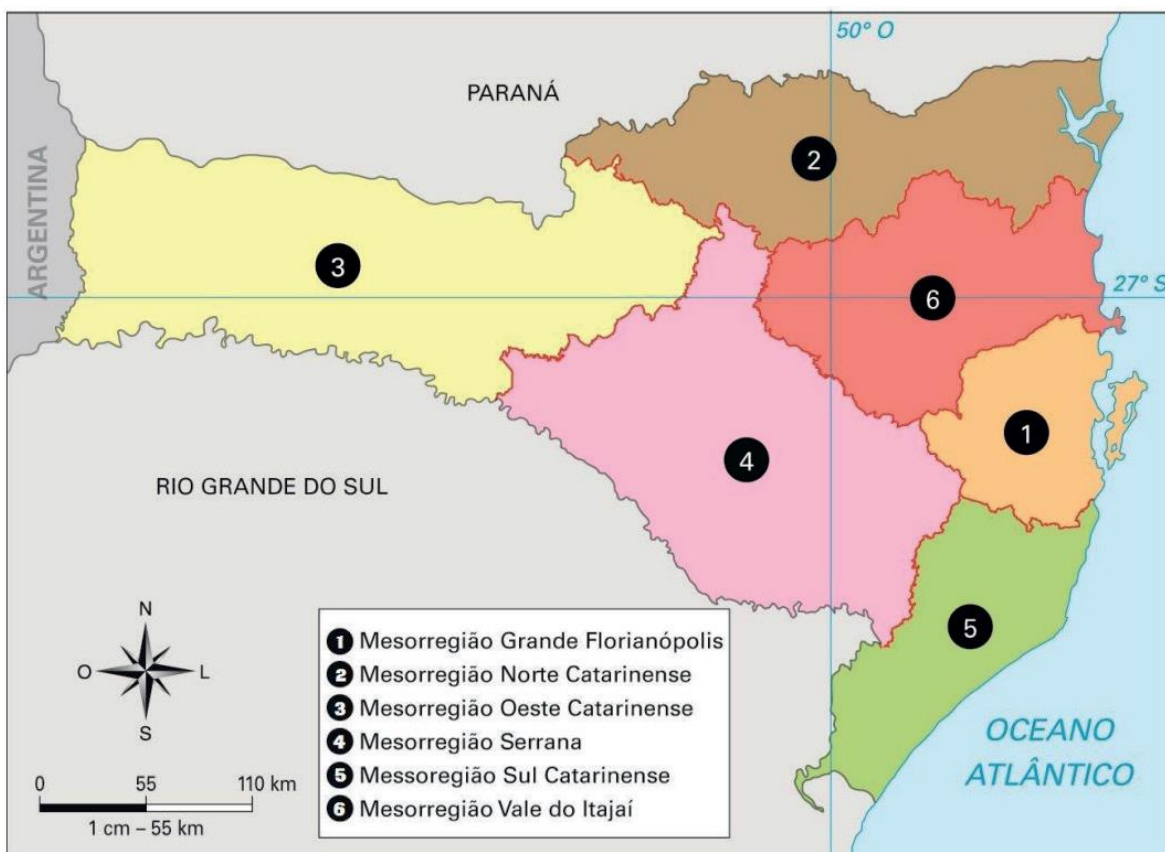 50° O
PARANÁ
2
ARGENTINA
3
27° S
6
1
4
RIO GRANDE DO SUL
5
N
O
L
S
0 55 110 km
1 cm – 55 km
1 Mesorregião Grande Florianópolis
2 Mesorregião Norte Catarinense
3 Mesorregião Oeste Catarinense
4 Mesorregião Serrana
5 Messoregião Sul Catarinense
6 Mesorregião Vale do Itajaí
OCEANO
ATLÂNTICO